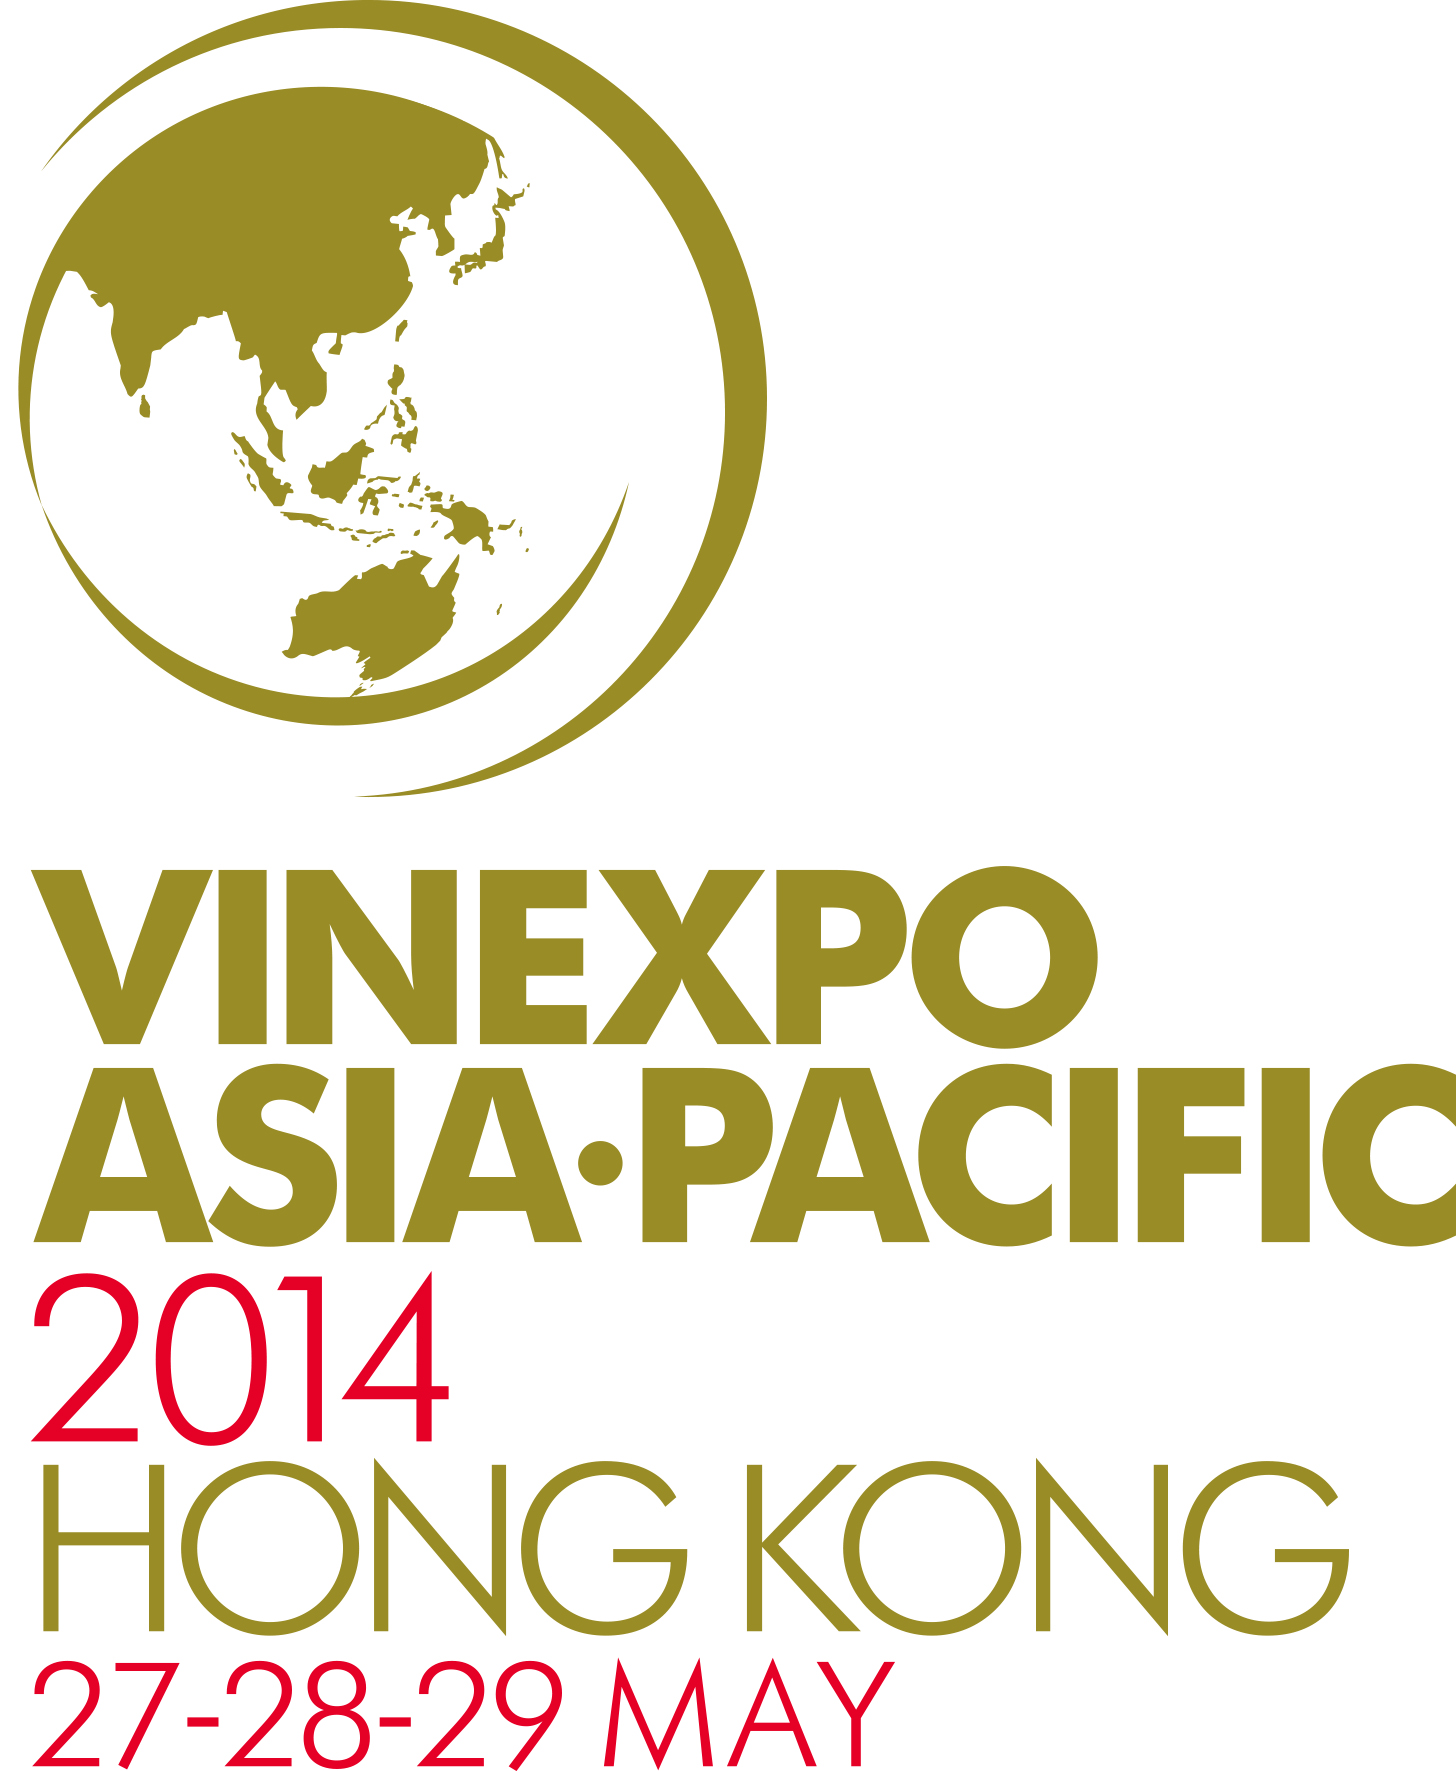 VINEXPO
ASIA•PACIFIC
2014
HONG KONG
27-28-29 MAY